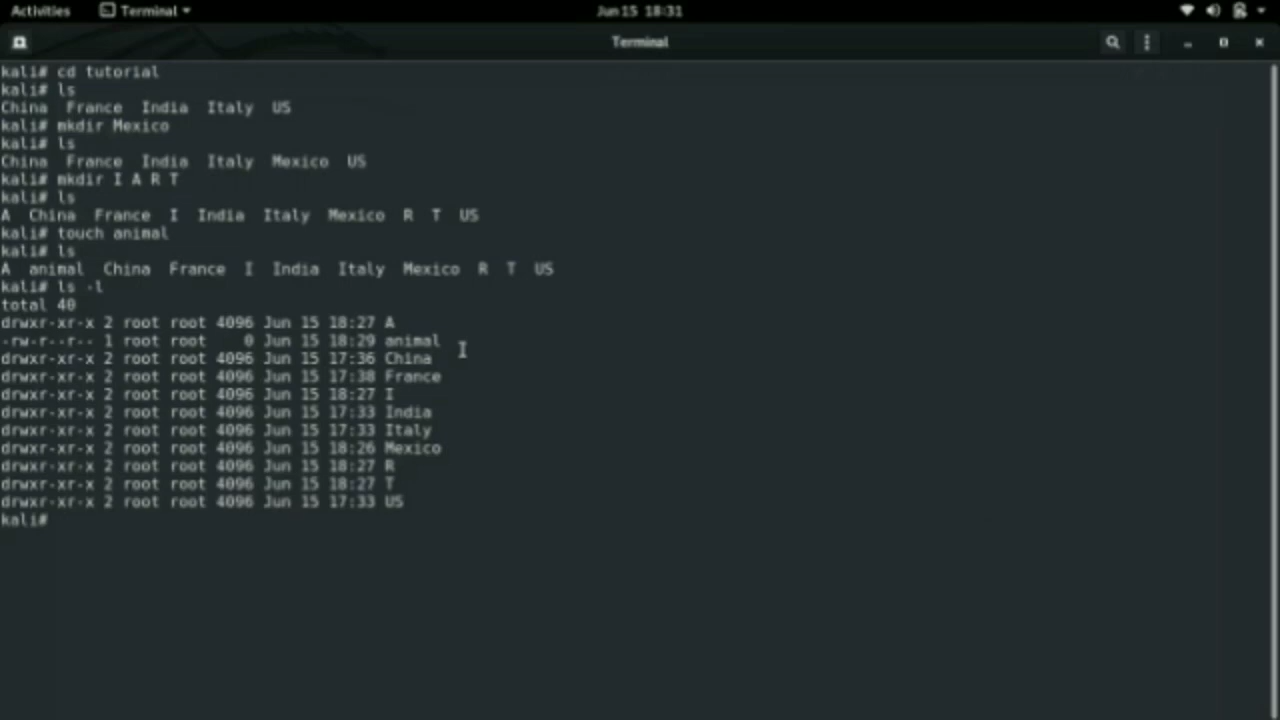 Activities Terminal Jun 15 18:31
Terminal
kali# cd tutorial
kali# ls
China France India Italy US
kali# mkdir Mexico
kali# ls
China France India Italy Mexico US
kali# mkdir I A R T
kali# ls
A China France I India Italy Mexico R T US
kali# touch animal
kali# ls
A animal China France I India Italy Mexico R T US
kali# ls -l
total 40
drwxr-xr-x 2 root root 4096 Jun 15 18:27 A
-rw-r--r-- 1 root root 0 Jun 15 18:29 animal
drwxr-xr-x 2 root root 4096 Jun 15 17:36 China
drwxr-xr-x 2 root root 4096 Jun 15 17:38 France
drwxr-xr-x 2 root root 4096 Jun 15 18:27 I
drwxr-xr-x 2 root root 4096 Jun 15 17:33 India
drwxr-xr-x 2 root root 4096 Jun 15 17:33 Italy
drwxr-xr-x 2 root root 4096 Jun 15 18:26 Mexico
drwxr-xr-x 2 root root 4096 Jun 15 18:27 R
drwxr-xr-x 2 root root 4096 Jun 15 18:27 T
drwxr-xr-x 2 root root 4096 Jun 15 17:33 US
kali#